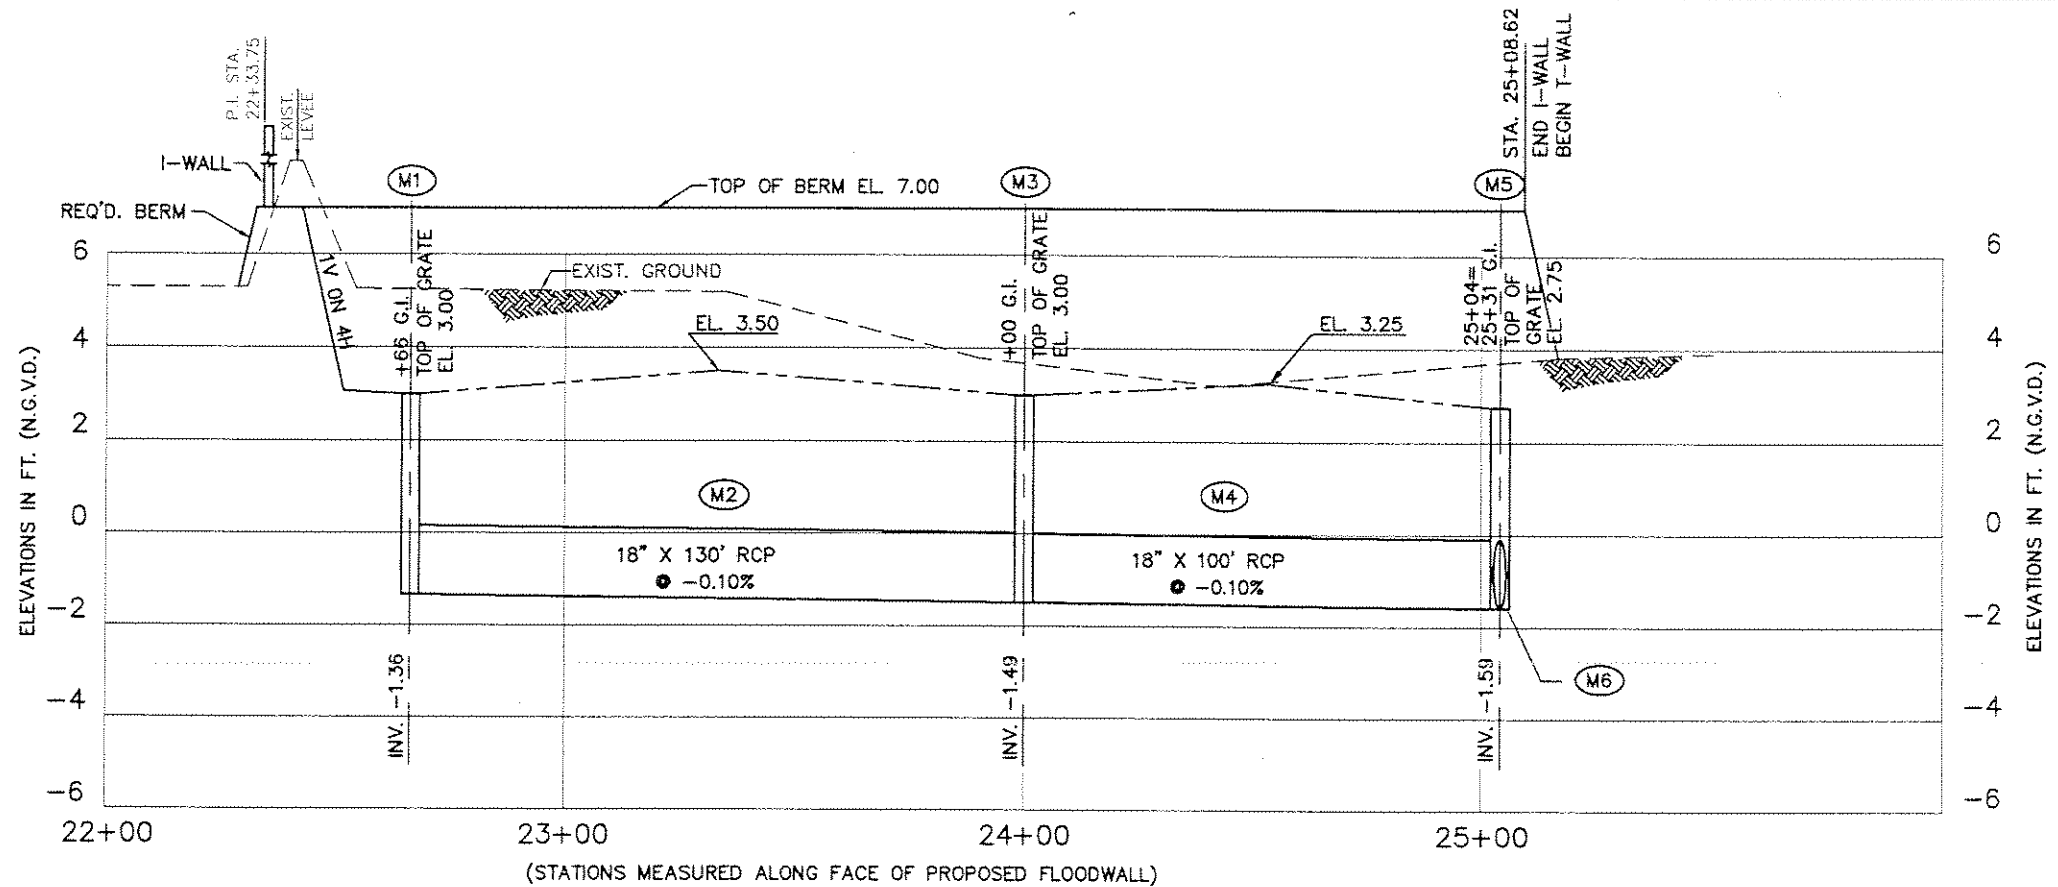 P.I. STA.
22+33.75
EXIST.
LEVEE
I-WALL
REQ'D. BERM
1V ON 4H
M1
TOP OF BERM EL. 7.00
M3
M5
STA. 25+08.62
END I-WALL
BEGIN T-WALL
+66 G.I.
TOP OF GRATE
EL. 3.00
EXIST. GROUND
EL. 3.50
+00 G.I.
TOP OF GRATE
EL. 3.00
EL. 3.25
25+04=
25+31 G.I.
TOP OF
GRATE
EL. 2.75
6
4
2
0
-2
-4
-6
ELEVATIONS IN FT. (N.G.V.D.)
M2
18" X 130' RCP
@ -0.10%
M4
18" X 100' RCP
@ -0.10%
M6
INV. -1.36
INV. -1.49
INV. -1.59
6
4
2
0
-2
-4
-6
ELEVATIONS IN FT. (N.G.V.D.)
22+00
23+00
24+00
25+00
(STATIONS MEASURED ALONG FACE OF PROPOSED FLOODWALL)